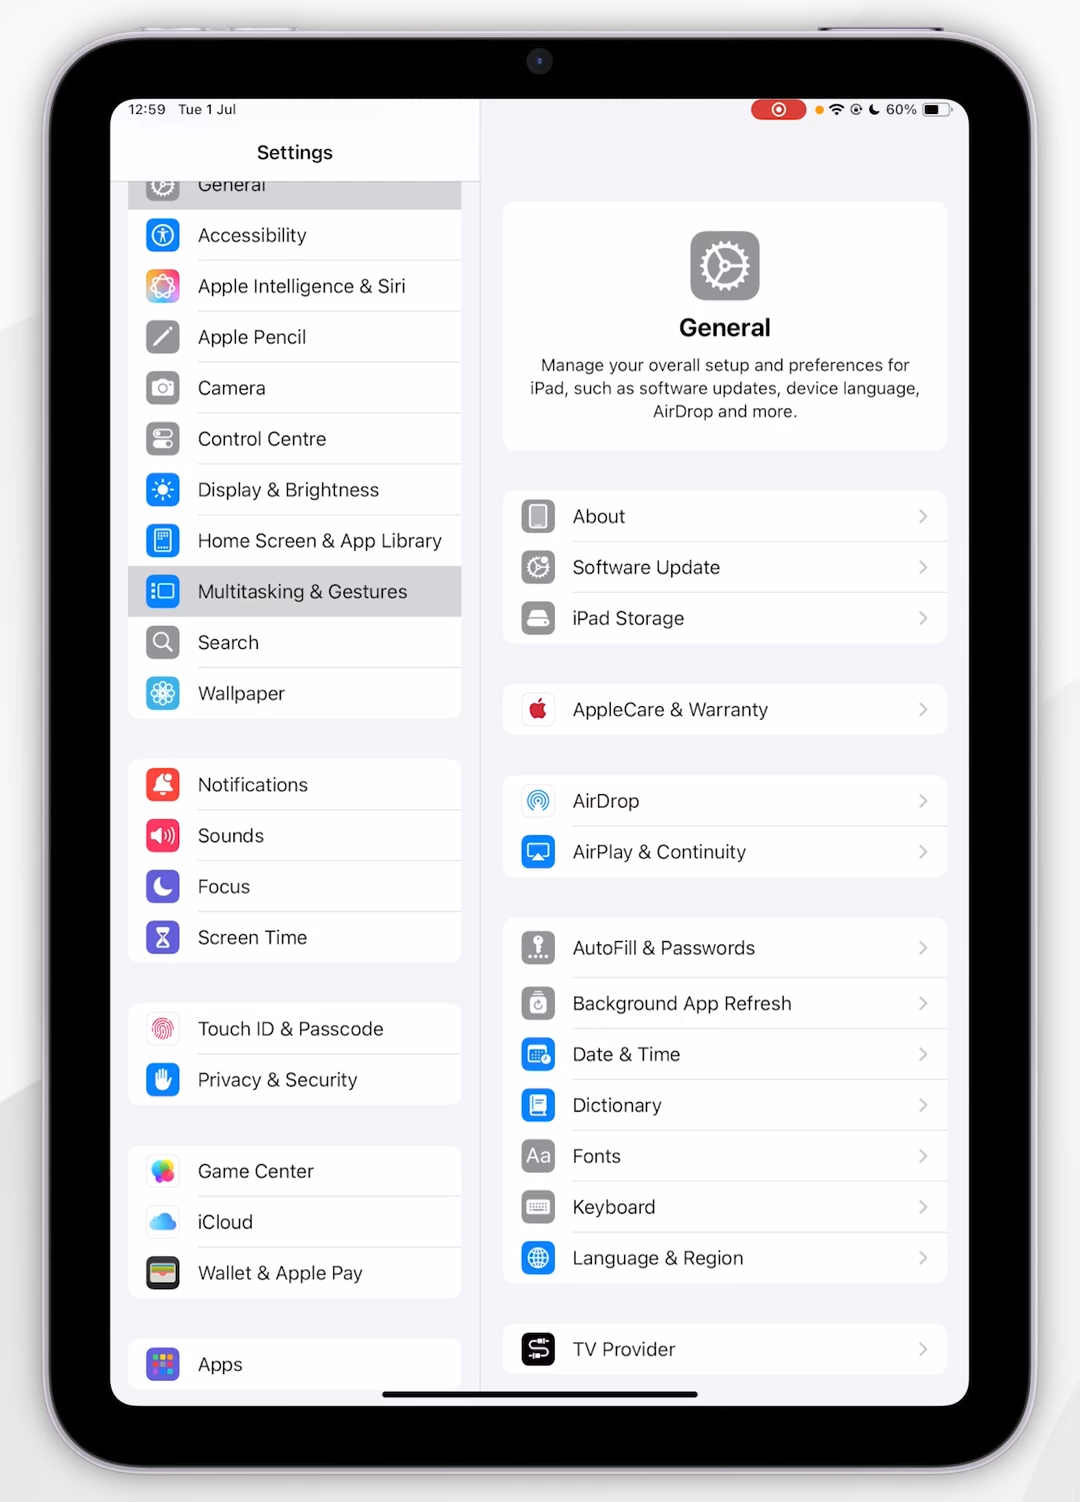 12:59 Tue 1 Jul
60%
Settings
General
Accessibility
Apple Intelligence & Siri
Apple Pencil
Camera
Control Centre
Display & Brightness
Home Screen & App Library
Multitasking & Gestures
Search
Wallpaper
Notifications
Sounds
Focus
Screen Time
Touch ID & Passcode
Privacy & Security
Game Center
iCloud
Wallet & Apple Pay
Apps
General
Manage your overall setup and preferences for
iPad, such as software updates, device language,
AirDrop and more.
About
Software Update
iPad Storage
AppleCare & Warranty
AirDrop
AirPlay & Continuity
AutoFill & Passwords
Background App Refresh
Date & Time
Dictionary
Aa Fonts
Keyboard
Language & Region
TV Provider